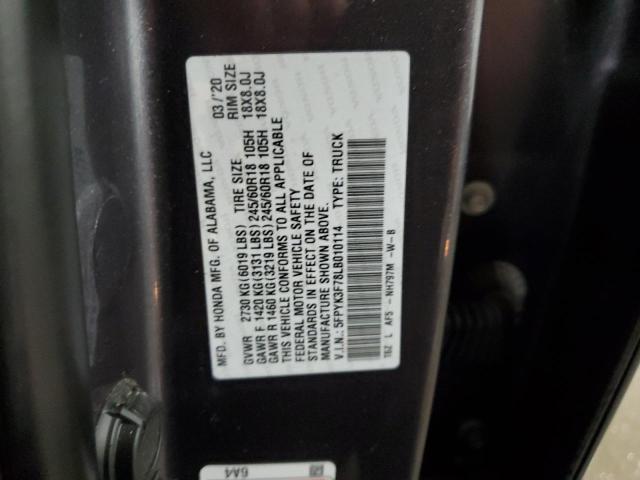 MFD. BY HONDA MFG. OF ALABAMA, LLC 03/'20
GVWR 2730 KG(6019 LBS) TIRE SIZE RIM SIZE
GAWR F 1420 KG(3131 LBS) 245/60R18 105H 18X8.0J
GAWR R 1460 KG(3219 LBS) 245/60R18 105H 18X8.0J
THIS VEHICLE CONFORMS TO ALL APPLICABLE
FEDERAL MOTOR VEHICLE SAFETY
STANDARDS IN EFFECT ON THE DATE OF
MANUFACTURE SHOWN ABOVE.
V.I.N.: 5FPYK3F78LB010114 TYPE: TRUCK
T6Z L AF5 - NH797M -W-B
6A4